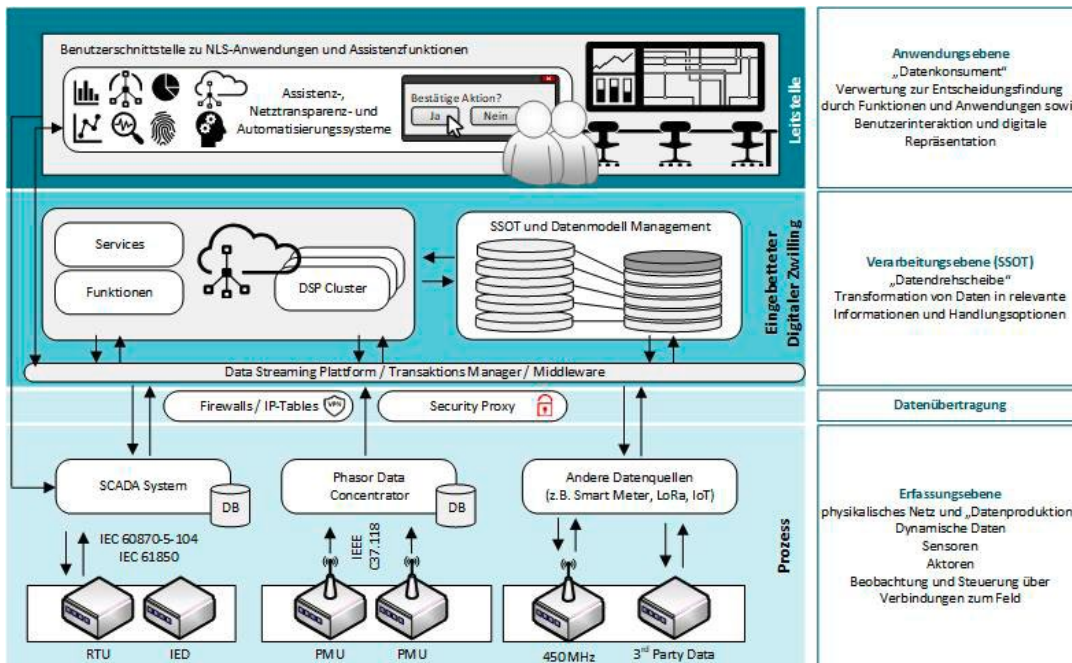 Benutzerschnittstelle zu NLS-Anwendungen und Assistenzfunktionen
Assistenz-,
Netztransparenz- und
Automatisierungssysteme
Bestätige Aktion?
Ja
Nein
Leitstelle
Anwendungsebene
„Datenkonsument“
Verwertung zur Entscheidungsfindung
durch Funktionen und Anwendungen sowi
Benutzerinteraktion und digitale
Repräsentation
Services
Funktionen
DSP Cluster
SSOT und Datenmodell Management
Eingebetteter
Digitaler Zwilling
Verarbeitungsebene (SSOT)
„Datendrehscheibe“
Transformation von Daten in relevante
Informationen und Handlungsoptionen
Data Streaming Plattform / Transaktions Manager / Middleware
Firewalls / IP-Tables
VPN
Security Proxy
Datenübertragung
SCADA System
DB
Phasor Data
Concentrator
DB
Andere Datenquellen
(z.B. Smart Meter, LoRa, IoT)
IEC 60870-5-104
IEC 61850
IEEE
C37.118
RTU
IED
PMU
PMU
450 MHz
3rd Party Data
Prozess
Erfassungsebene
physikalisches Netz und „Datenproduktion
Dynamische Daten
Sensoren
Aktoren
Beobachtung und Steuerung über
Verbindungen zum Feld